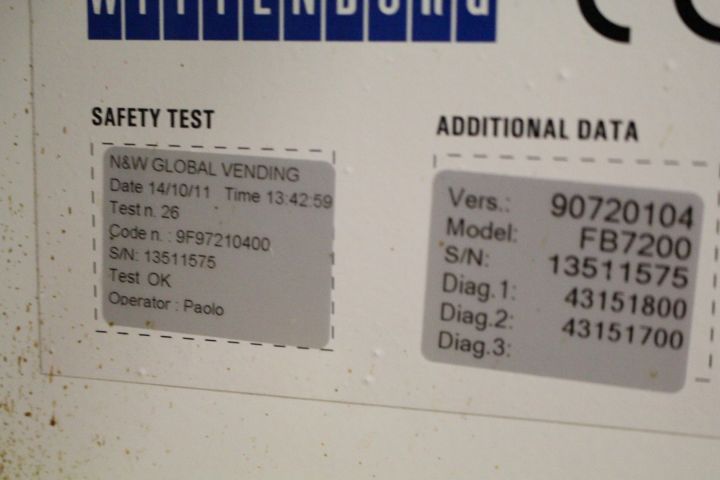 WITTENBORG
SAFETY TEST
N&W GLOBAL VENDING
Date 14/10/11 Time 13:42:59
Test n. 26
Code n. : 9F97210400
S/N: 13511575
Test OK
Operator : Paolo
ADDITIONAL DATA
Vers.: 90720104
Model: FB7200
S/N: 13511575
Diag.1: 43151800
Diag.2: 43151700
Diag.3: